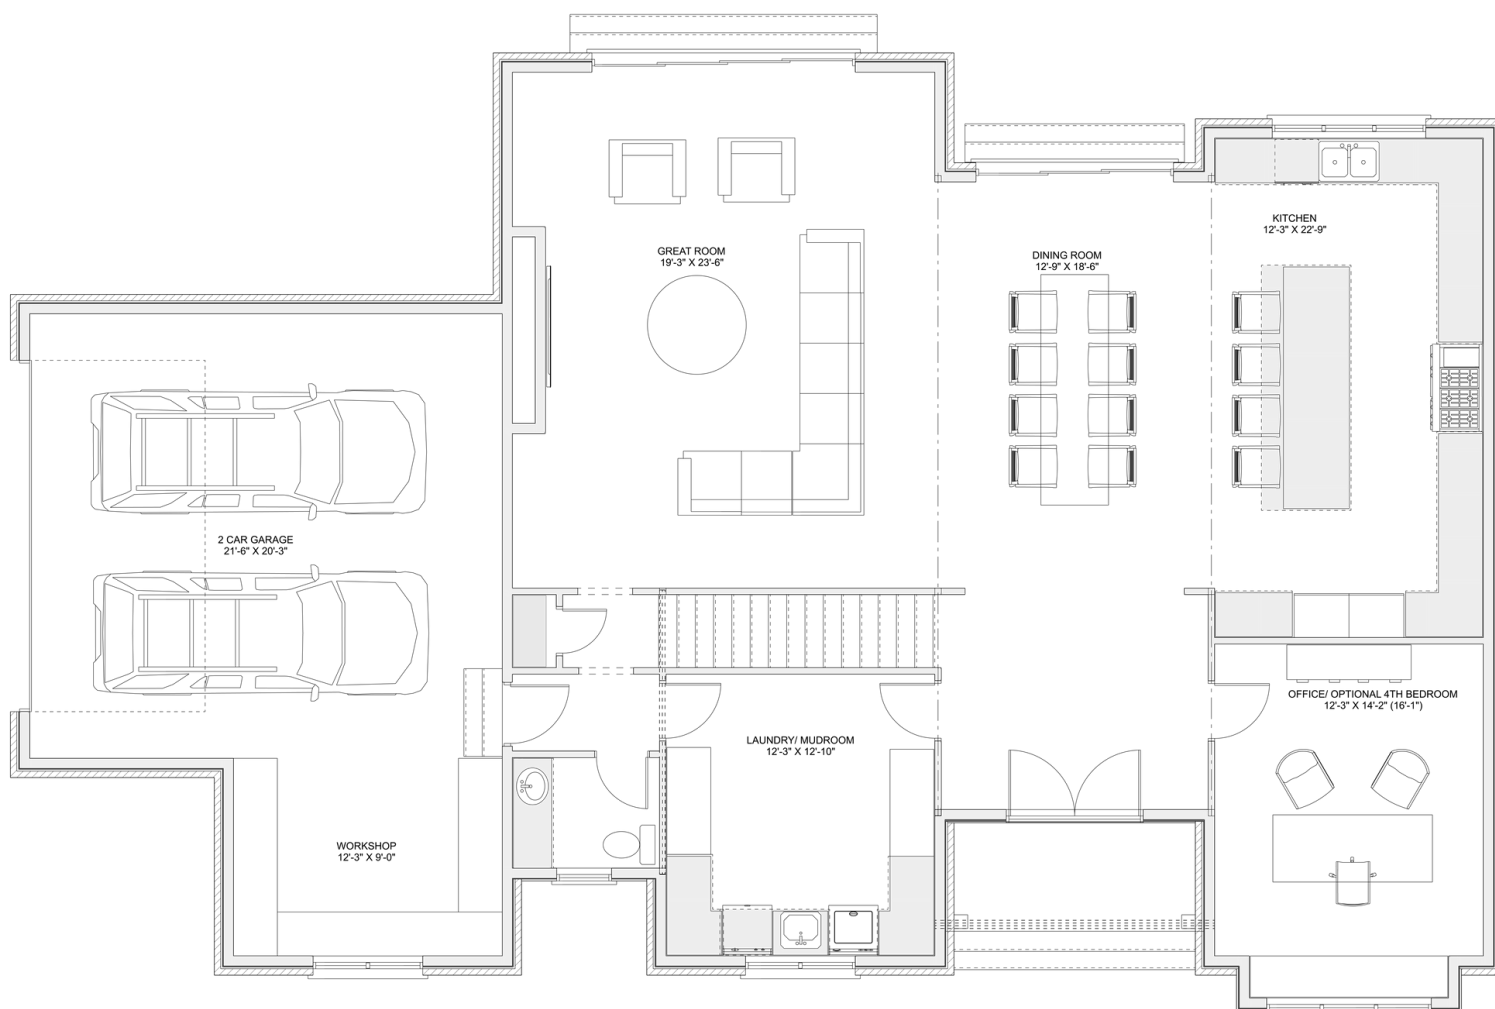 GREAT ROOM
19'-3" X 23'-6"
DINING ROOM
12'-9" X 18'-6"
KITCHEN
12'-3" X 22'-9"
2 CAR GARAGE
21'-6" X 20'-3"
OFFICE/ OPTIONAL 4TH BEDROOM
12'-3" X 14'-2" (16'-1")
LAUNDRY/ MUDROOM
12'-3" X 12'-10"
WORKSHOP
12'-3" X 9'-0"